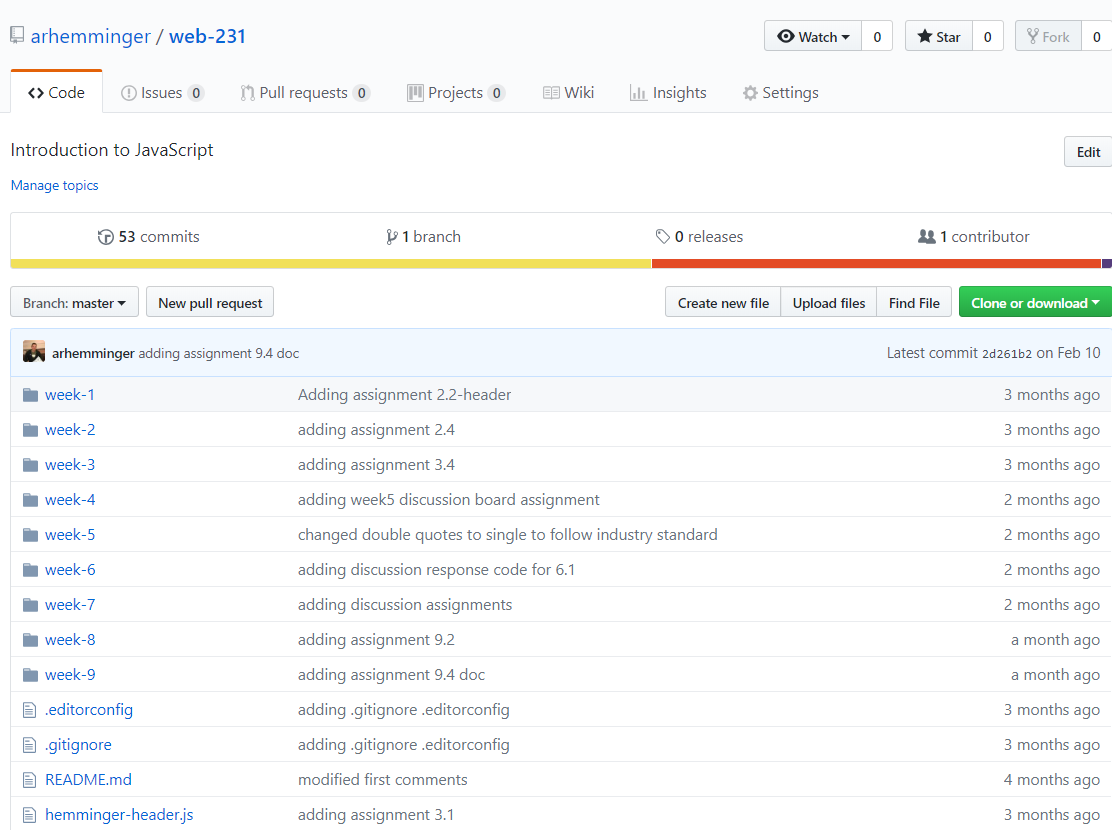 arhemminger / web-231 Watch 0 Star 0 Fork 0
Code Issues 0 Pull requests 0 Projects 0 Wiki Insights Settings
Introduction to JavaScript Edit
Manage topics
53 commits 1 branch 0 releases 1 contributor
Branch: master New pull request Create new file Upload files Find File Clone or download
arhemminger adding assignment 9.4 doc Latest commit 2d261b2 on Feb 10
week-1 Adding assignment 2.2-header 3 months ago
week-2 adding assignment 2.4 3 months ago
week-3 adding assignment 3.4 3 months ago
week-4 adding week5 discussion board assignment 2 months ago
week-5 changed double quotes to single to follow industry standard 2 months ago
week-6 adding discussion response code for 6.1 2 months ago
week-7 adding discussion assignments 2 months ago
week-8 adding assignment 9.2 a month ago
week-9 adding assignment 9.4 doc a month ago
.editorconfig adding .gitignore .editorconfig 3 months ago
.gitignore adding .gitignore .editorconfig 3 months ago
README.md modified first comments 4 months ago
hemminger-header.js adding assignment 3.1 3 months ago